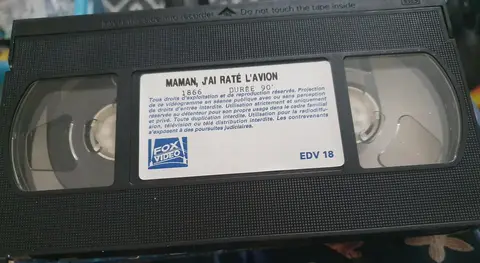 Do not touch the tape inside
MAMAN, J'AI RATÉ L'AVION
1866 DURÉE 90'
Tous droits d'exploitation et de reproduction réservés. Projection
de ce vidéogramme en séance publique avec ou sans perception
de droits d'entrée interdite. Utilisation strictement et uniquement
réservée au détenteur pour son propre usage dans le cadre familial
et privé. Toute duplication interdite. Utilisation pour la radiodiffu-
sion, télévision ou télé distribution interdite. Les contrevenants
s'exposent à des poursuites judiciaires.
FOX
VIDEO
EDV 18